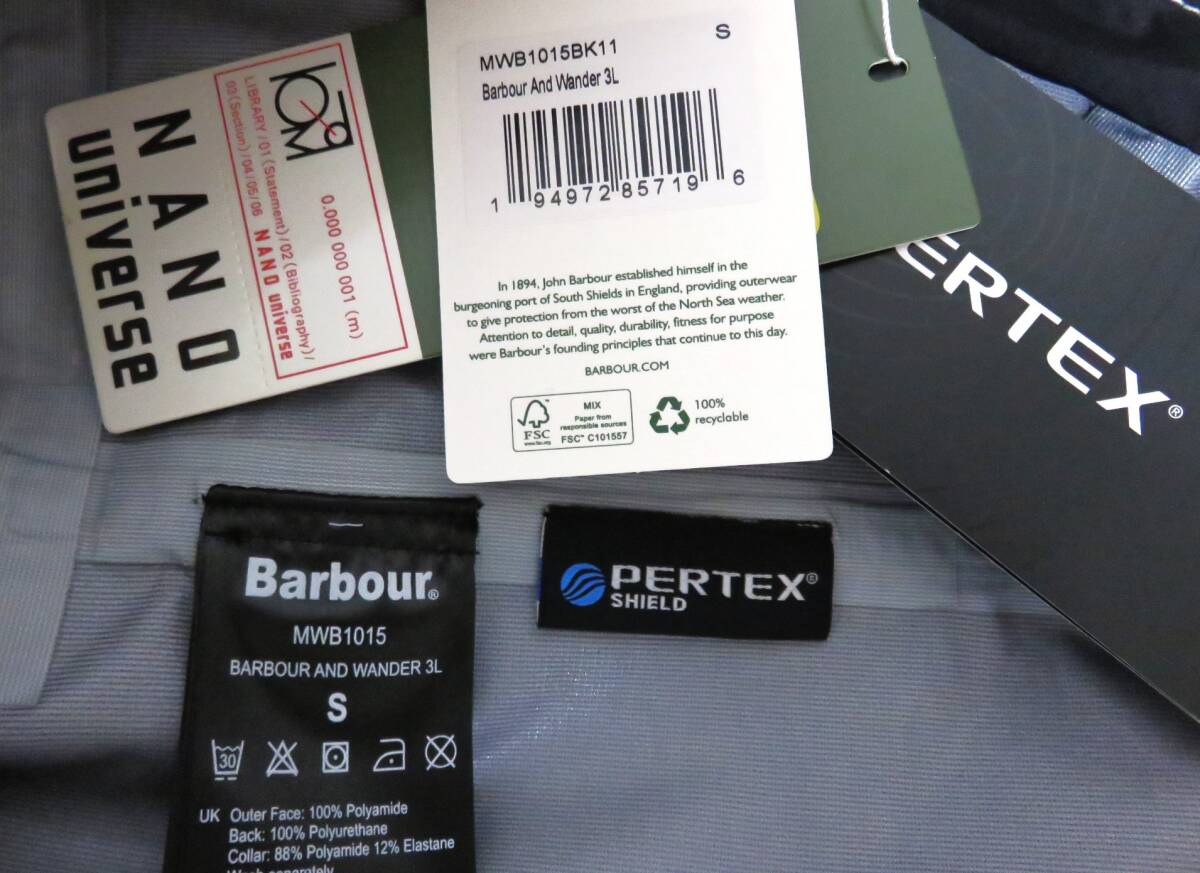 NANO
universe
LIBRARY/01(Statement)/02(Bibliography)/
03(Section)/04/05/06 NANO universe
0.000 000 001 (m)
S
MWB1015BK11
Barbour And Wander 3L
1 94972 85719 6
In 1894, John Barbour established himself in the
burgeoning port of South Shields in England, providing outerwear
to give protection from the worst of the North Sea weather.
Attention to detail, quality, durability, fitness for purpose
were Barbour's founding principles that continue to this day.
BARBOUR.COM
FSC
www.fsc.org
MIX
Paper from
responsible sources
FSC™ C101557
100%
recyclable
ERTEX®
Barbour®
MWB1015
BARBOUR AND WANDER 3L
S
30
UK Outer Face: 100% Polyamide
Back: 100% Polyurethane
Collar: 88% Polyamide 12% Elastane
Wash separately
PERTEX®
SHIELD